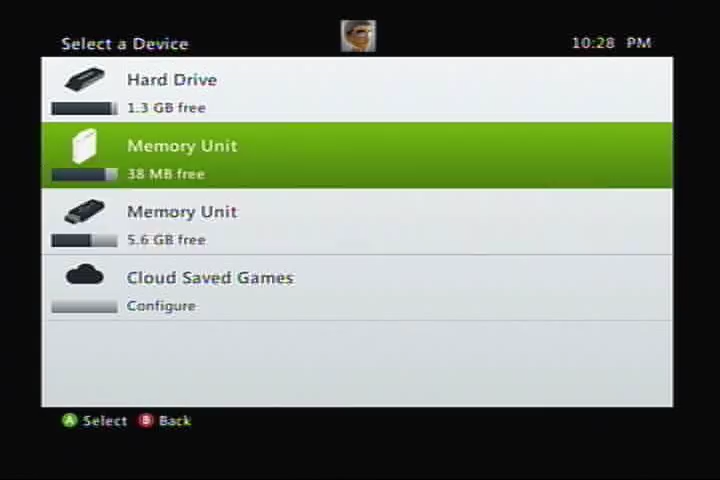 Select a Device
10:28 PM
Hard Drive
1.3 GB free
Memory Unit
38 MB free
Memory Unit
5.6 GB free
Cloud Saved Games
Configure
A Select B Back